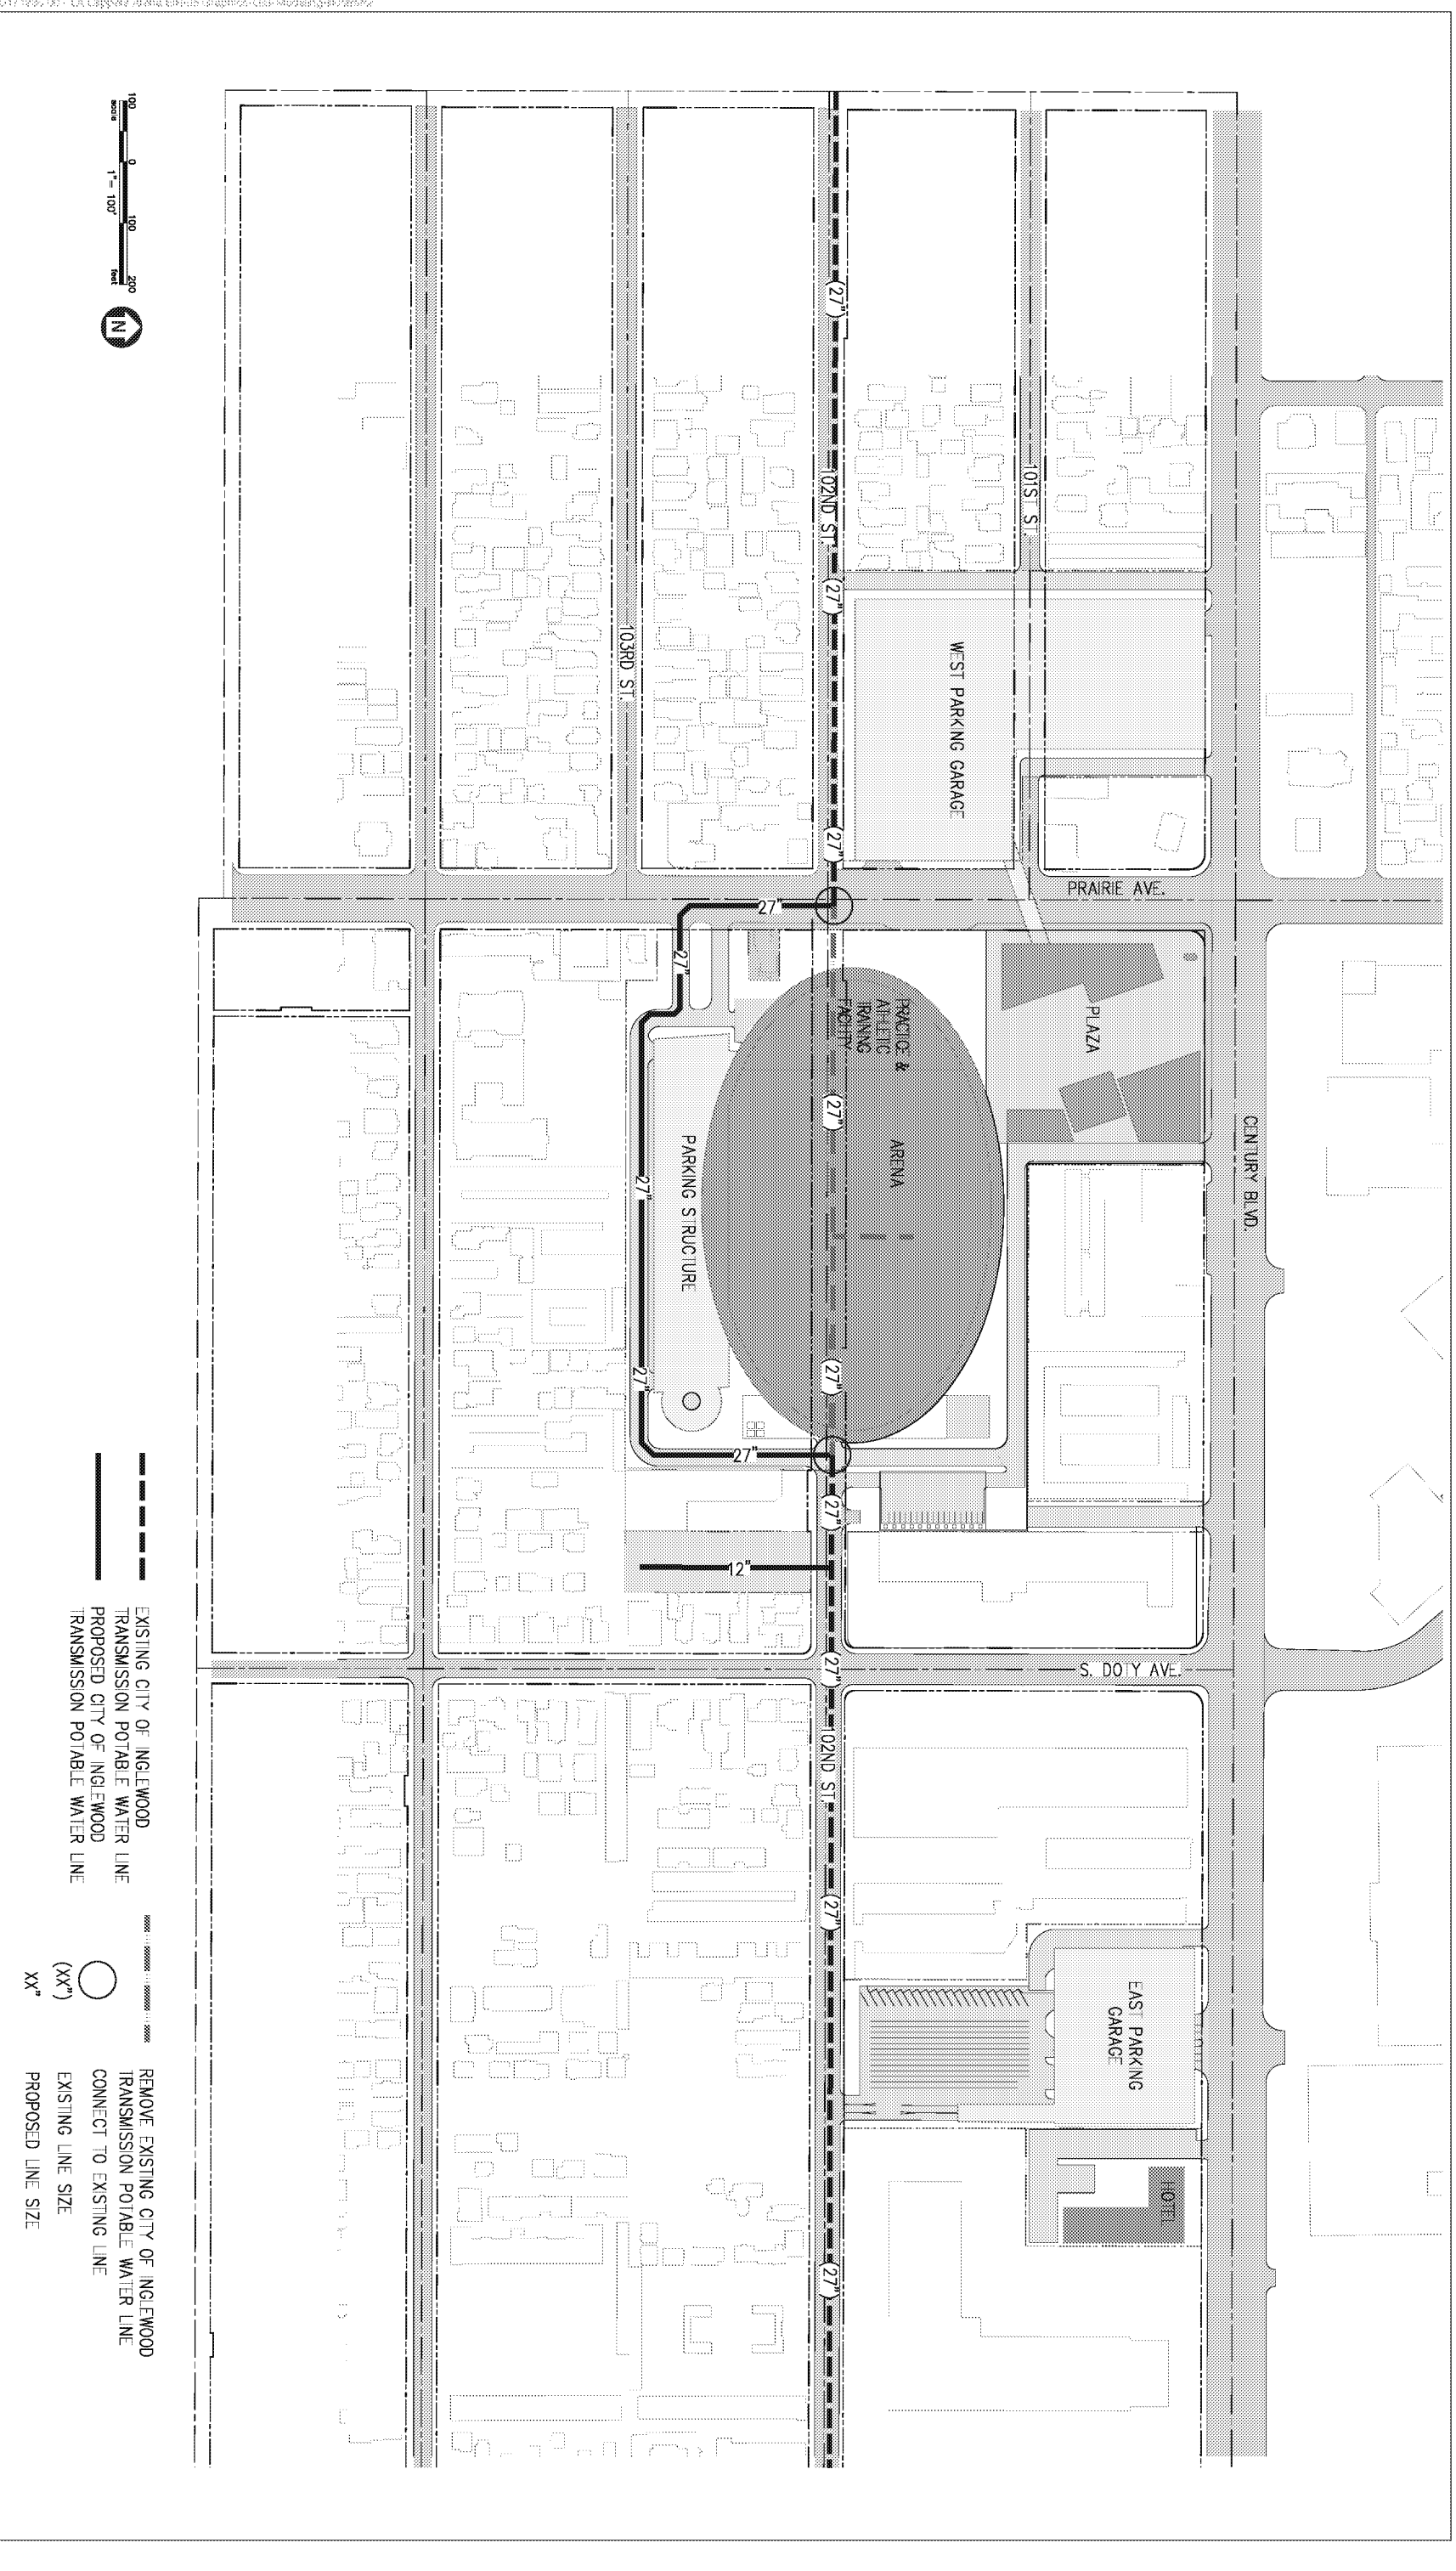 CENTURY BLVD.
HOTEL
EAST PARKING
GARAGE
PRAIRIE AVE.
S. DOTY AVE.
PLAZA
101ST ST.
WEST PARKING GARAGE
PRACTICE &
ATHLETIC
TRAINING
FACILITY
ARENA
(27")
102ND ST.
(27")
(27")
(27")
(27")
(27")
(27")
102ND ST.
(27")
(27")
27"
27"
27"
27"
27"
12"
PARKING STRUCTURE
103RD ST.
100
0
100
200
scale
feet
1"= 100'
N
EXISTING CITY OF INGLEWOOD
TRANSMISSION POTABLE WATER LINE
PROPOSED CITY OF INGLEWOOD
TRANSMISSION POTABLE WATER LINE
REMOVE EXISTING CITY OF INGLEWOOD
TRANSMISSION POTABLE WATER LINE
CONNECT TO EXISTING LINE
(XX") EXISTING LINE SIZE
XX" PROPOSED LINE SIZE